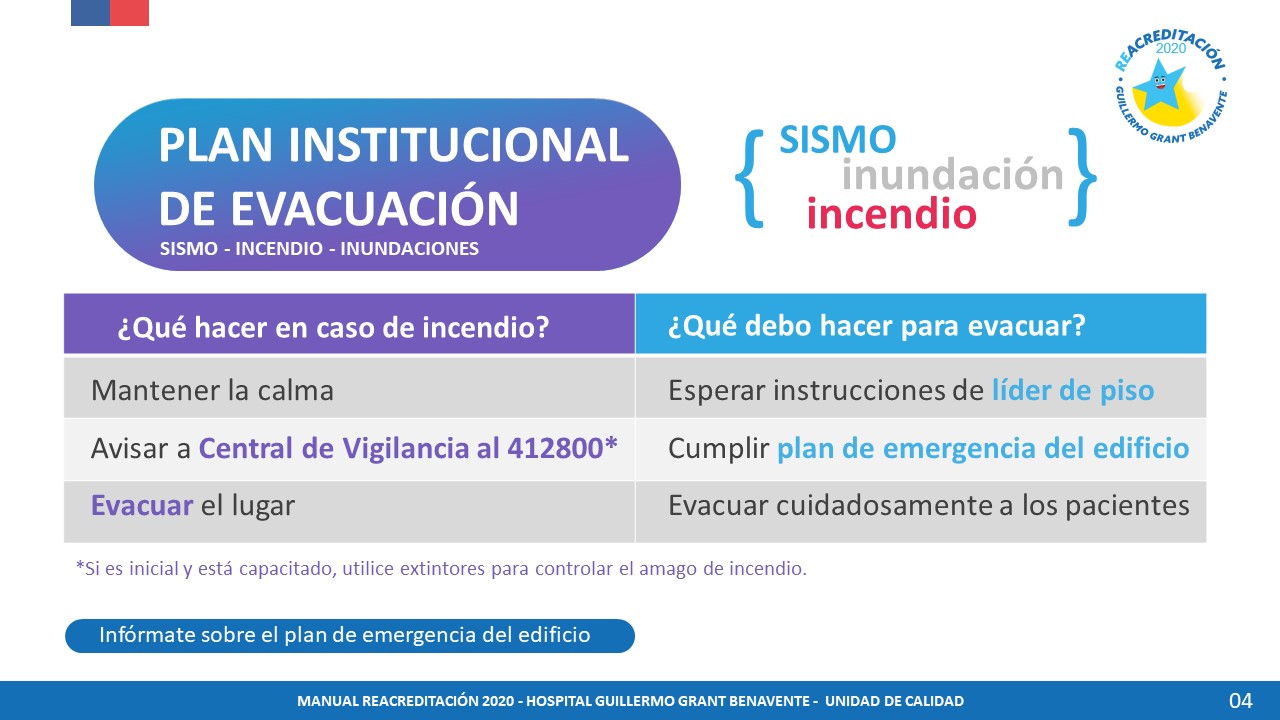 REACREDITACIÓN
2020
GUILLERMO GRANT BENAVENTE
PLAN INSTITUCIONAL
DE EVACUACIÓN
SISMO - INCENDIO - INUNDACIONES
{ SISMO
inundación }
incendio
¿Qué hacer en caso de incendio?
¿Qué debo hacer para evacuar?
Mantener la calma
Esperar instrucciones de líder de piso
Avisar a Central de Vigilancia al 412800*
Cumplir plan de emergencia del edificio
Evacuar el lugar
Evacuar cuidadosamente a los pacientes
*Si es inicial y está capacitado, utilice extintores para controlar el amago de incendio.
Infórmate sobre el plan de emergencia del edificio
MANUAL REACREDITACIÓN 2020 - HOSPITAL GUILLERMO GRANT BENAVENTE - UNIDAD DE CALIDAD
04